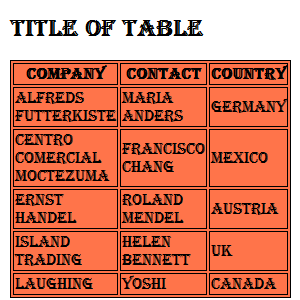 TITLE OF TABLE
COMPANY CONTACT COUNTRY
ALFREDS FUTTERKISTE MARIA ANDERS GERMANY
CENTRO COMERCIAL MOCTEZUMA FRANCISCO CHANG MEXICO
ERNST HANDEL ROLAND MENDEL AUSTRIA
ISLAND TRADING HELEN BENNETT UK
LAUGHING YOSHI CANADA